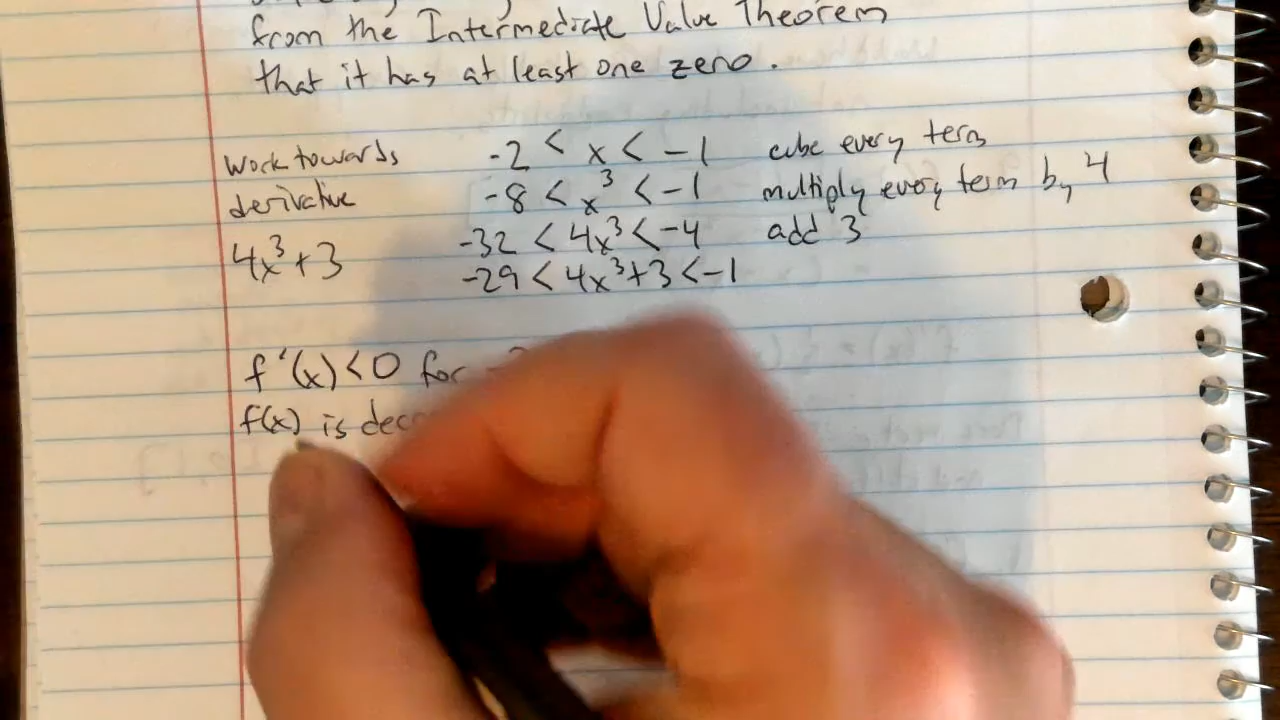 from the Intermediate Value Theorem
that it has at least one zero.
work towards -2 < x < -1 cube every term
derivative -8 < x³ < -1 multiply every term by 4
4x³+3 -32 < 4x³ < -4 add 3
-29 < 4x³+3 < -1
f'(x) < 0 for
f(x) is